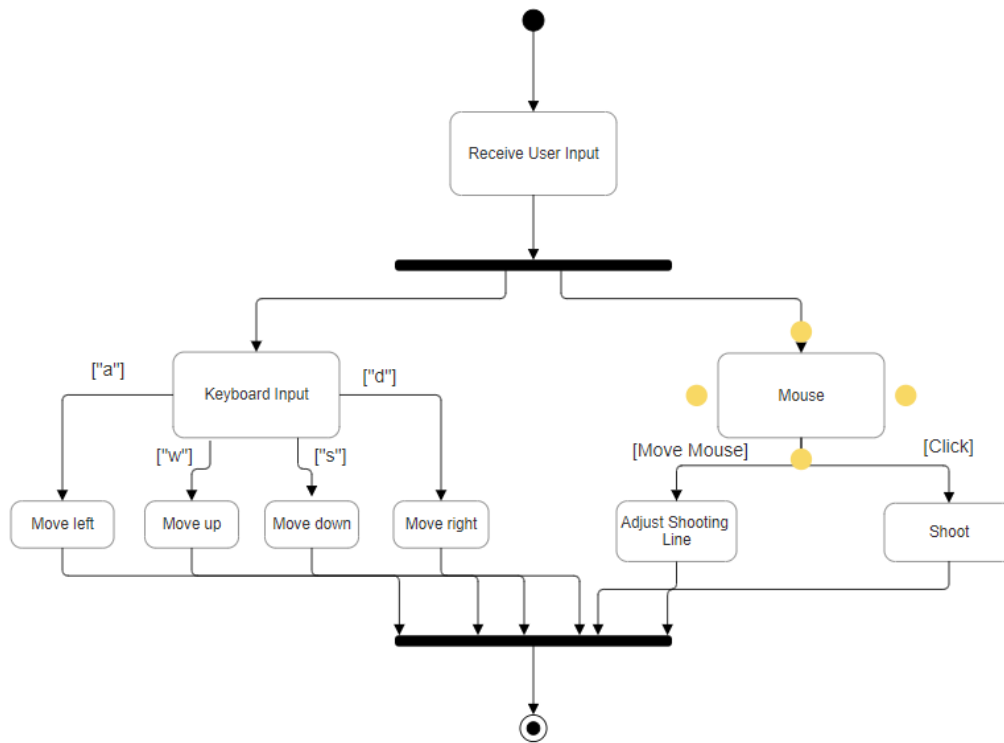 Receive User Input
Keyboard Input
Mouse
["a"]
["d"]
["w"]
["s"]
[Move Mouse]
[Click]
Move left
Move up
Move down
Move right
Adjust Shooting
Line
Shoot